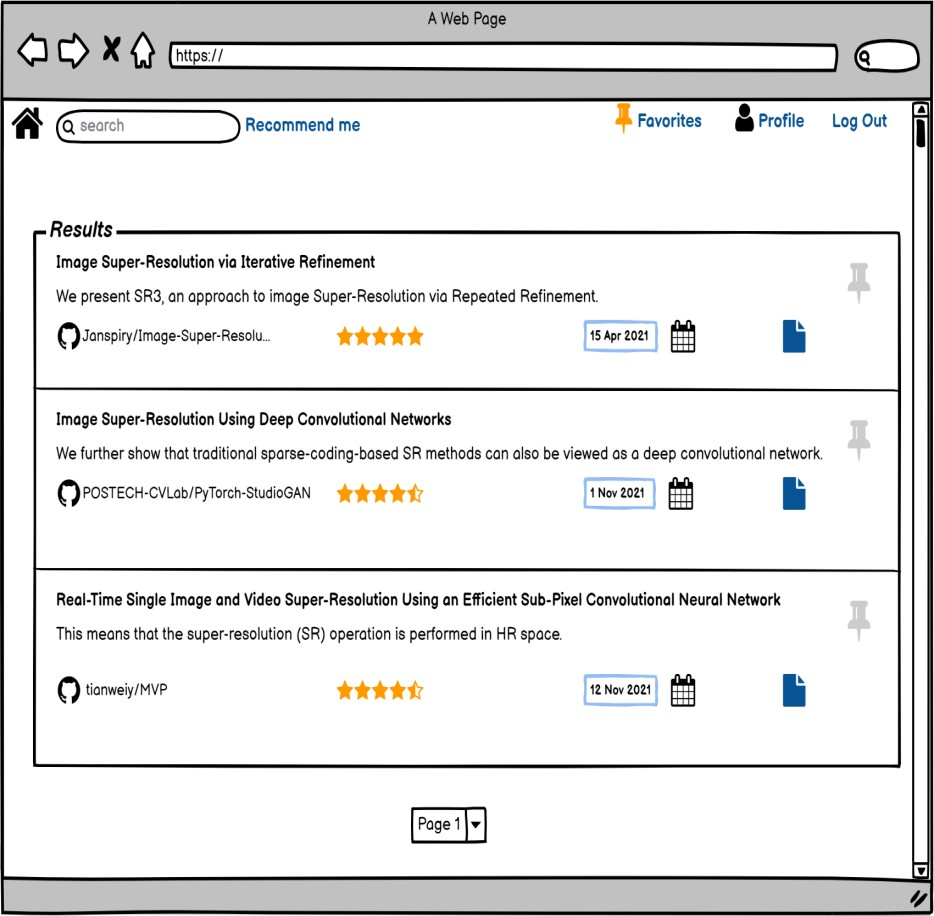 A Web Page
https://
search
Recommend me
Favorites
Profile
Log Out
Results
Image Super-Resolution via Iterative Refinement
We present SR3, an approach to image Super-Resolution via Repeated Refinement.
Janspiry/Image-Super-Resolu...
15 Apr 2021
Image Super-Resolution Using Deep Convolutional Networks
We further show that traditional sparse-coding-based SR methods can also be viewed as a deep convolutional network.
POSTECH-CVLab/PyTorch-StudioGAN
1 Nov 2021
Real-Time Single Image and Video Super-Resolution Using an Efficient Sub-Pixel Convolutional Neural Network
This means that the super-resolution (SR) operation is performed in HR space.
tianweiy/MVP
12 Nov 2021
Page 1